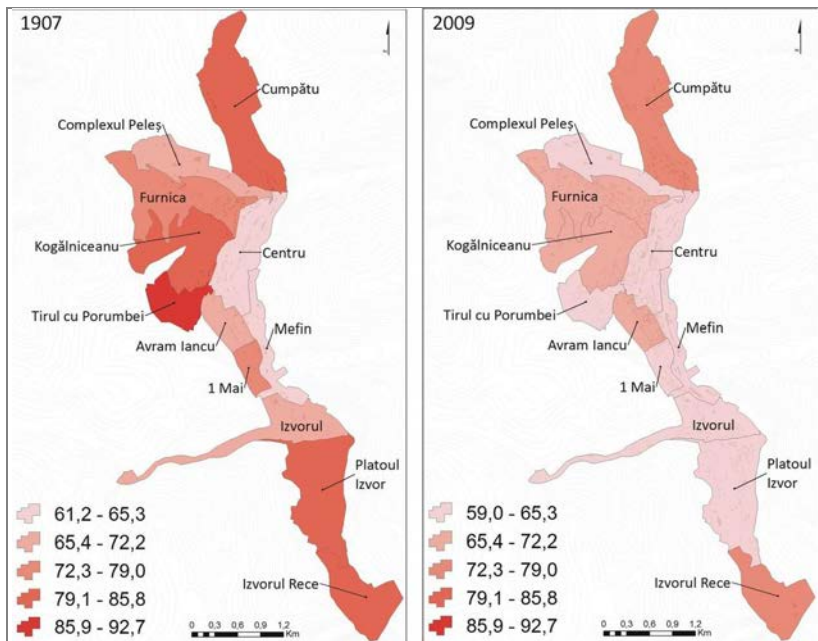 1907
Cumpătu
Complexul Peleș
Furnica
Kogălniceanu
Centru
Tirul cu Porumbei
Mefin
Avram Iancu
1 Mai
Izvorul
Platoul
Izvor
Izvorul Rece
61,2 - 65,3
65,4 - 72,2
72,3 - 79,0
79,1 - 85,8
85,9 - 92,7
0 0,3 0,6 0,9 1,2
Km
2009
Cumpătu
Complexul Peleș
Furnica
Kogălniceanu
Centru
Tirul cu Porumbei
Mefin
Avram Iancu
1 Mai
Izvorul
Platoul
Izvor
Izvorul Rece
59,0 - 65,3
65,4 - 72,2
72,3 - 79,0
79,1 - 85,8
85,9 - 92,7
0 0,3 0,6 0,9 1,2
Km